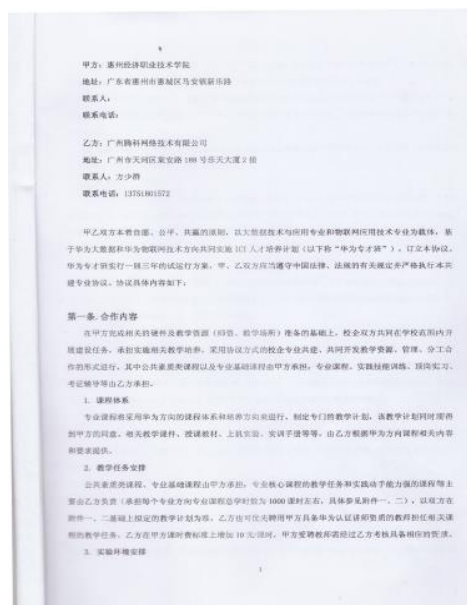 甲方：惠州经济职业技术学院
地址：广东省惠州市惠城区马安镇新乐路
联系人：
联系电话：
乙方：广州腾科网络技术有限公司
地址：广州市天河区棠安路 188 号乐天大厦 2 楼
联系人：方少群
联系电话：13751801572
甲乙双方本着自愿、公平、共赢的原则，以大数据技术与应用专业和物联网应用技术专业为载体，基
于华为大数据和华为物联网技术方向共同实施 ICT 人才培养计划（以下称“华为专才班”），订立本协议。
华为专才班实行一届三年的试运行方案，甲、乙双方应当遵守中国法律、法规的有关规定并严格执行本共
建专业协议。协议具体内容如下：
第一条 合作内容
在甲方完成相关的硬件及教学资源（师资、教学场所）准备的基础上，校企双方共同在学校范围内开
展建设任务，承担实施相关教学培养。采用协议方式的校企专业共建、共同开发教学资源、管理、分工合
作的形式进行，其中公共素质类课程以及专业基础课程由甲方承担；专业课程、实践技能训练、顶岗实习、
考证辅导等由乙方承担。
1. 课程体系
专业课程将采用华为方向的课程体系和培养方向来进行，制定专门的教学计划，该教学计划同时需得
到甲方的同意。相关教学课件、授课教材、上机实验、实训手册等等，由乙方根据华为方向课程相关内容
和要求提供。
2. 教学任务安排
公共素质类课程、专业基础课程由甲方承担；专业核心课程的教学任务和实践动手能力强的课程等主
要由乙方负责（承担每个专业方向专业课程总学时数为 1000 课时左右，具体参见附件一、二），以双方在
附件一、二基础上拟定的教学计划为准。乙方也可优先聘用甲方具备华为认证讲师资质的教师担任相关课
程的教学任务，乙方在甲方课时费标准上增加 10 元/课时，甲方受聘教师需经过乙方考核具备相应的资质。
3. 实验环境安排
1